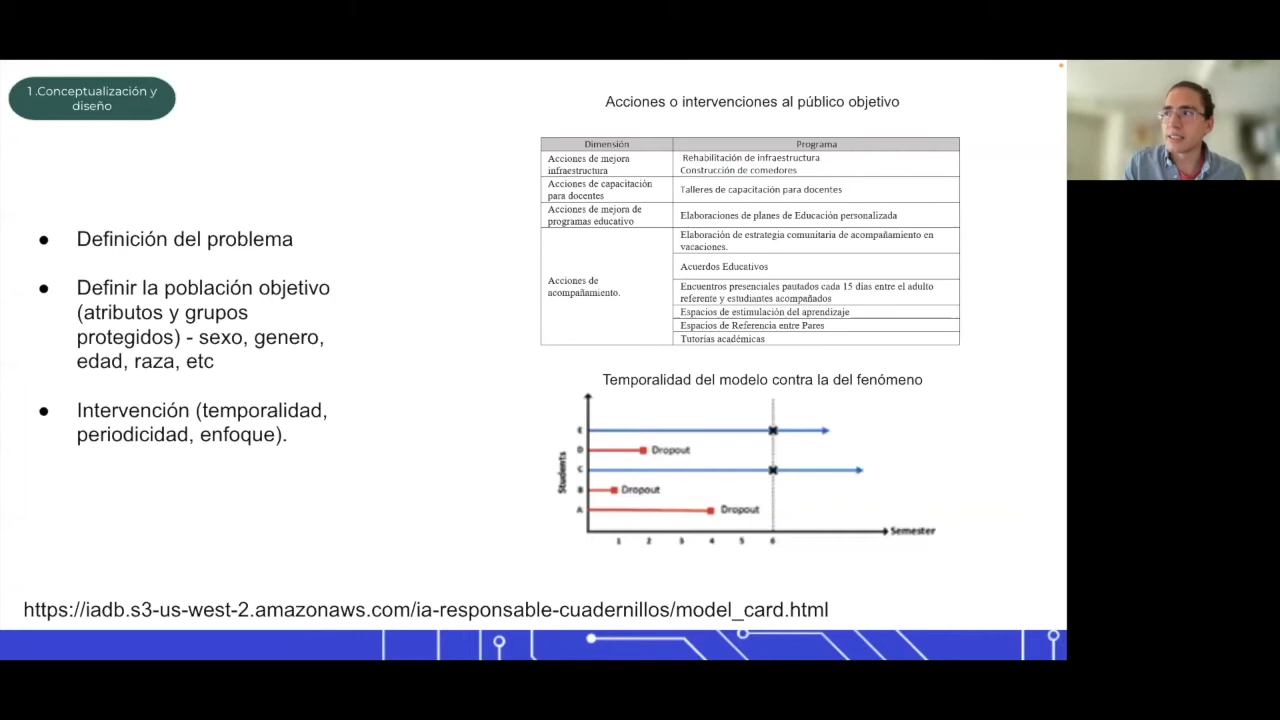 1.Conceptualización y
diseño
● Definición del problema
● Definir la población objetivo
(atributos y grupos
protegidos) - sexo, genero,
edad, raza, etc
● Intervención (temporalidad,
periodicidad, enfoque).
Acciones o intervenciones al público objetivo
Dimensión Programa
Acciones de mejora
infraestructura
Rehabilitación de infraestructura
Construcción de comedores
Acciones de capacitación
para docentes
Talleres de capacitación para docentes
Acciones de mejora de
programas educativo
Elaboraciones de planes de Educación personalizada
Acciones de
acompañamiento.
Elaboración de estrategia comunitaria de acompañamiento en
vacaciones.
Acuerdos Educativos
Encuentros presenciales pautados cada 15 días entre el adulto
referente y estudiantes acompañados
Espacios de estimulación del aprendizaje
Espacios de Referencia entre Pares
Tutorías académicas
Temporalidad del modelo contra la del fenómeno
Students
E
D Dropout
C
B Dropout
A Dropout
1 2 3 4 5 6
Semester
https://iadb.s3-us-west-2.amazonaws.com/ia-responsable-cuadernillos/model_card.html